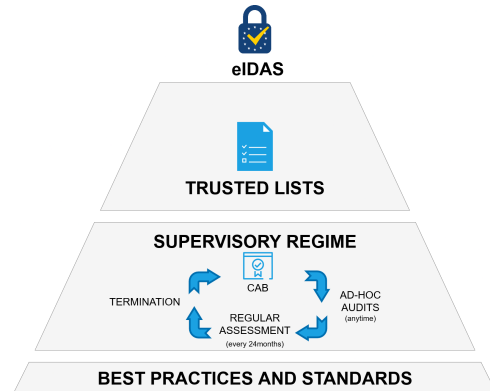 eIDAS
TRUSTED LISTS
SUPERVISORY REGIME
CAB
TERMINATION
AD-HOC
AUDITS
(anytime)
REGULAR
ASSESSMENT
(every 24months)
BEST PRACTICES AND STANDARDS